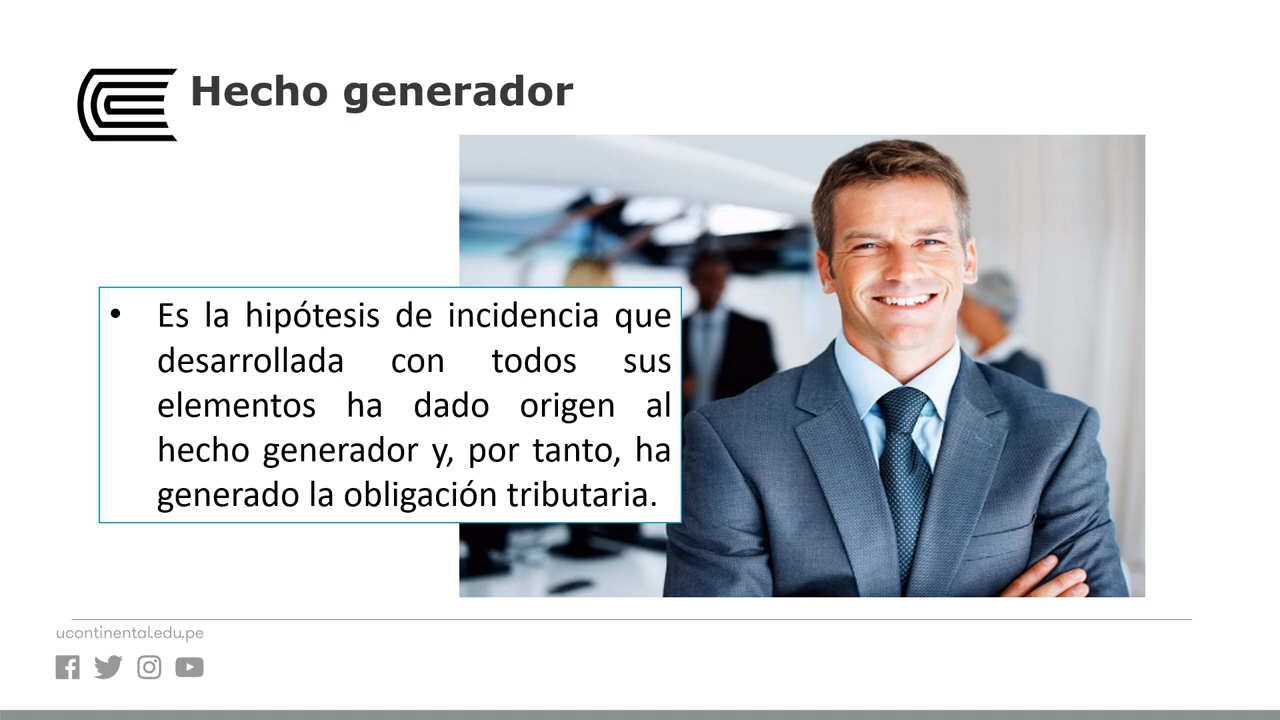 Hecho generador
• Es la hipótesis de incidencia que
desarrollada con todos sus
elementos ha dado origen al
hecho generador y, por tanto, ha
generado la obligación tributaria.
ucontinental.edu.pe